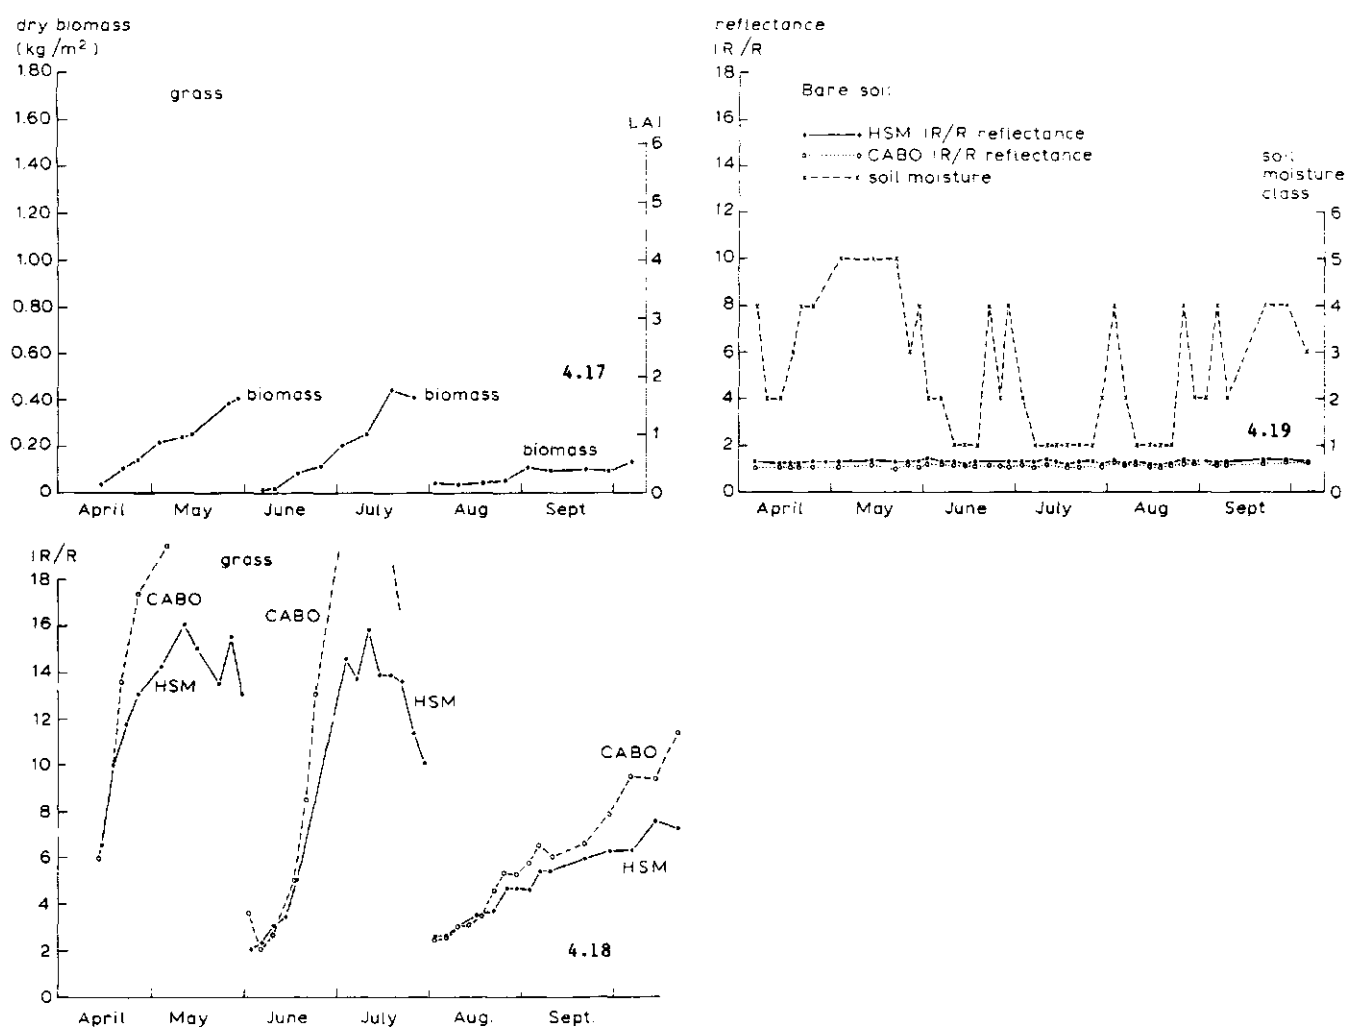 dry biomass
(kg/m²)
1.80
1.60
1.40
1.20
1.00
0.80
0.60
0.40
0.20
0
grass
LAI
6
5
4
3
2
1
0
4.17
biomass
biomass
biomass
April May June July Aug. Sept.
reflectance
IR/R
18
16
14
12
10
8
6
4
2
0
Bare soil
HSM IR/R reflectance
CABO IR/R reflectance
soil moisture
soil
moisture
class
6
5
4
3
2
1
0
4.19
April May June July Aug Sept
IR/R
18
16
14
12
10
8
6
4
2
0
grass
CABO
HSM
CABO
HSM
CABO
HSM
4.18
April May June July Aug. Sept.